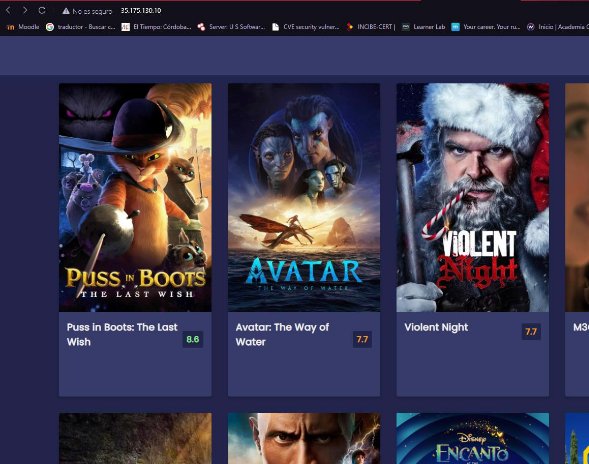 No es seguro 35.175.130.10
Moodle traductor - Buscar c... El Tiempo: Córdoba... Server: U.S Softwar... CVE security vulner... INCIBE-CERT | Learner Lab Your career. Your ru... Inicio | Academia C
PUSS IN BOOTS
THE LAST WISH
AVATAR
THE WAY OF WATER
VIOLENT
Night
Puss in Boots: The Last
Wish
8.6
Avatar: The Way of
Water
7.7
Violent Night
7.7
M3
Disney
ENCANTO